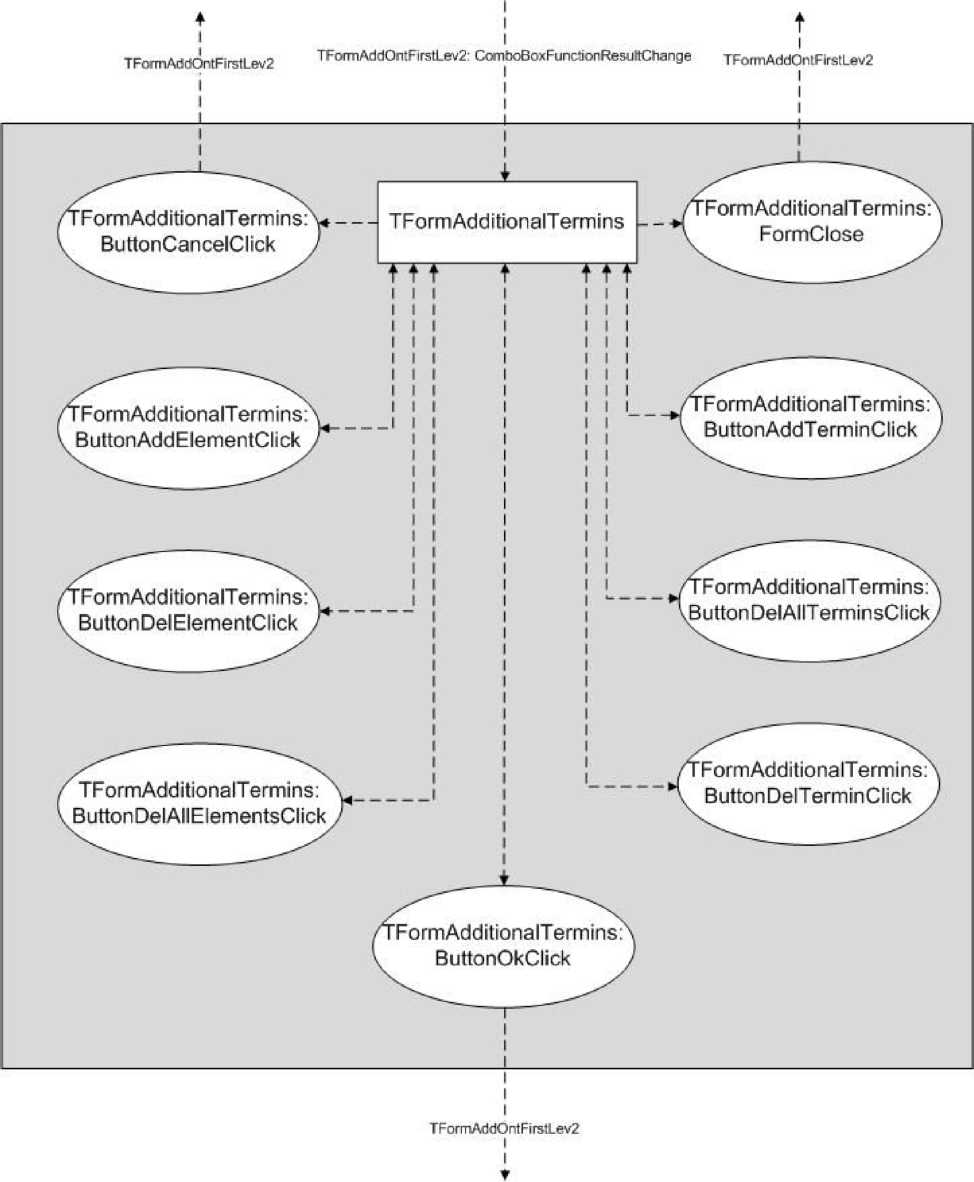 TFormAddOntFirstLev2
TFormAddOntFirstLev2: ComboBoxFunctionResultChange
TFormAddOntFirstLev2
TFormAdditionalTermins:
ButtonCancelClick
TFormAdditionalTermins
TFormAdditionalTermins:
FormClose
TFormAdditionalTermins:
ButtonAddElementClick
TFormAdditionalTermins:
ButtonAddTerminClick
TFormAdditionalTermins:
ButtonDelElementClick
TFormAdditionalTermins:
ButtonDelAllTerminsClick
TFormAdditionalTermins:
ButtonDelAllElementsClick
TFormAdditionalTermins:
ButtonDelTerminClick
TFormAdditionalTermins:
ButtonOkClick
TFormAddOntFirstLev2